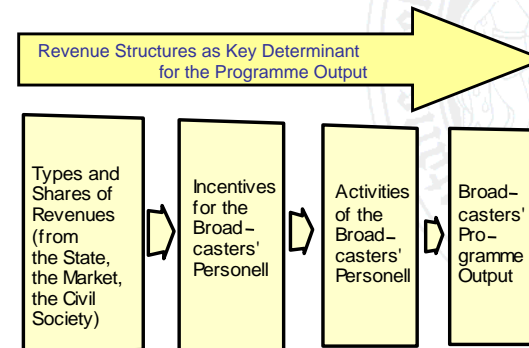 Revenue Structures as Key Determinant
for the Programme Output
Types and
Shares of
Revenues
(from
the State,
the Market,
the Civil
Society)
Incentives
for the
Broad-
casters'
Personell
Activities
of the
Broad-
casters'
Personell
Broad-
casters'
Pro-
gramme
Output